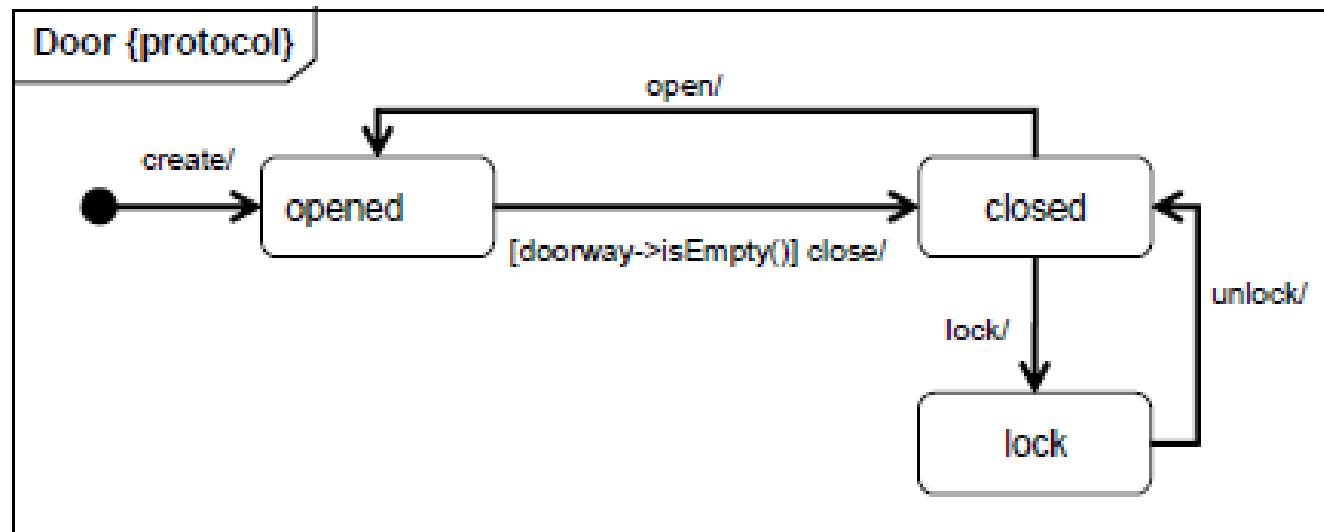 Door {protocol}
open/
create/
opened
closed
[doorway->isEmpty()] close/
unlock/
lock/
lock